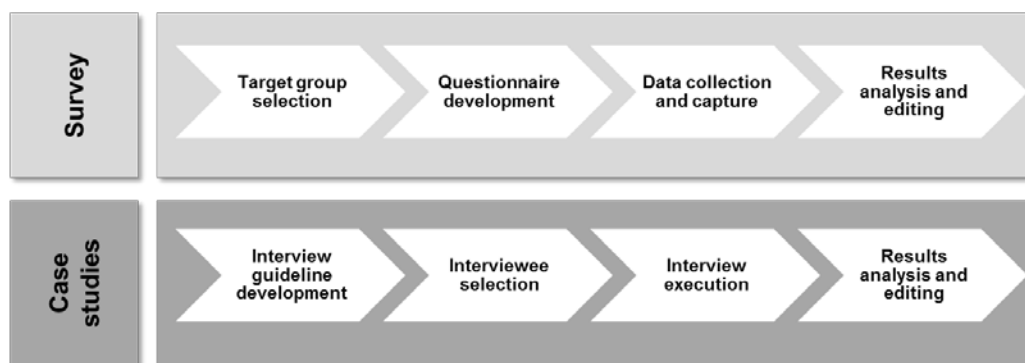 Survey
Target group
selection
Questionnaire
development
Data collection
and capture
Results
analysis and
editing
Case
studies
Interview
guideline
development
Interviewee
selection
Interview
execution
Results
analysis and
editing